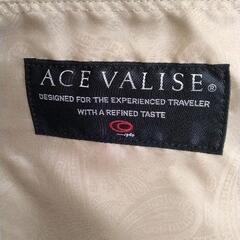 ACE VALISE®
DESIGNED FOR THE EXPERIENCED TRAVELER
WITH A REFINED TASTE